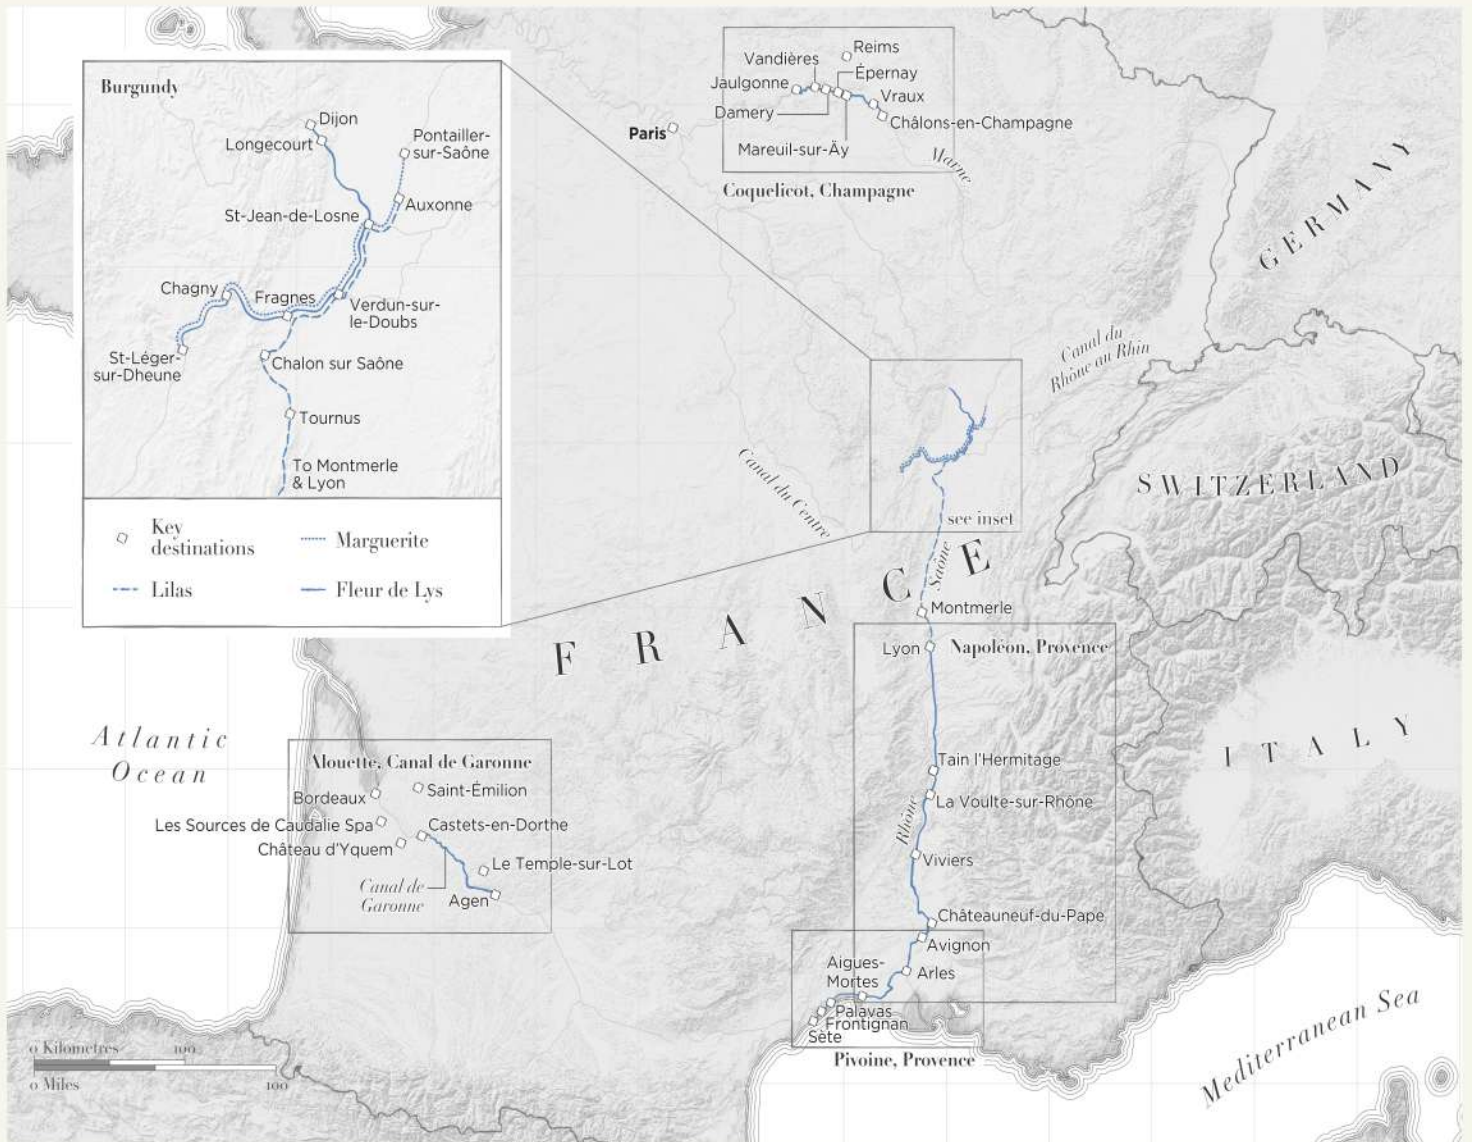 Burgundy
Dijon
Longecourt
Pontailler-
sur-Saône
Auxonne
St-Jean-de-Losne
Chagny
Fragnes
Verdun-sur-
le-Doubs
St-Léger-
sur-Dheune
Chalon sur Saône
Tournus
To Montmerle
& Lyon
Key
destinations
Marguerite
Lilas
Fleur de Lys
Reims
Vandières
Épernay
Jaulgonne
Vraux
Damery
Châlons-en-Champagne
Mareuil-sur-Äy
Marne
Coquelicot, Champagne
Paris
GERMANY
Canal du
Rhône au Rhin
SWITZERLAND
Canal du Centre
see inset
Saône
FRANCE
Montmerle
Lyon
Napoléon, Provence
ITALY
Tain l'Hermitage
La Voulte-sur-Rhône
Rhône
Viviers
Châteauneuf-du-Pape
Avignon
Arles
Aigues-
Mortes
Palavas
Frontignan
Sète
Pivoine, Provence
Mediterranean Sea
Atlantic
Ocean
Alouette, Canal de Garonne
Saint-Émilion
Bordeaux
Les Sources de Caudalie Spa
Castets-en-Dorthe
Château d'Yquem
Le Temple-sur-Lot
Canal de
Garonne
Agen
0 Kilometres 100
0 Miles 100